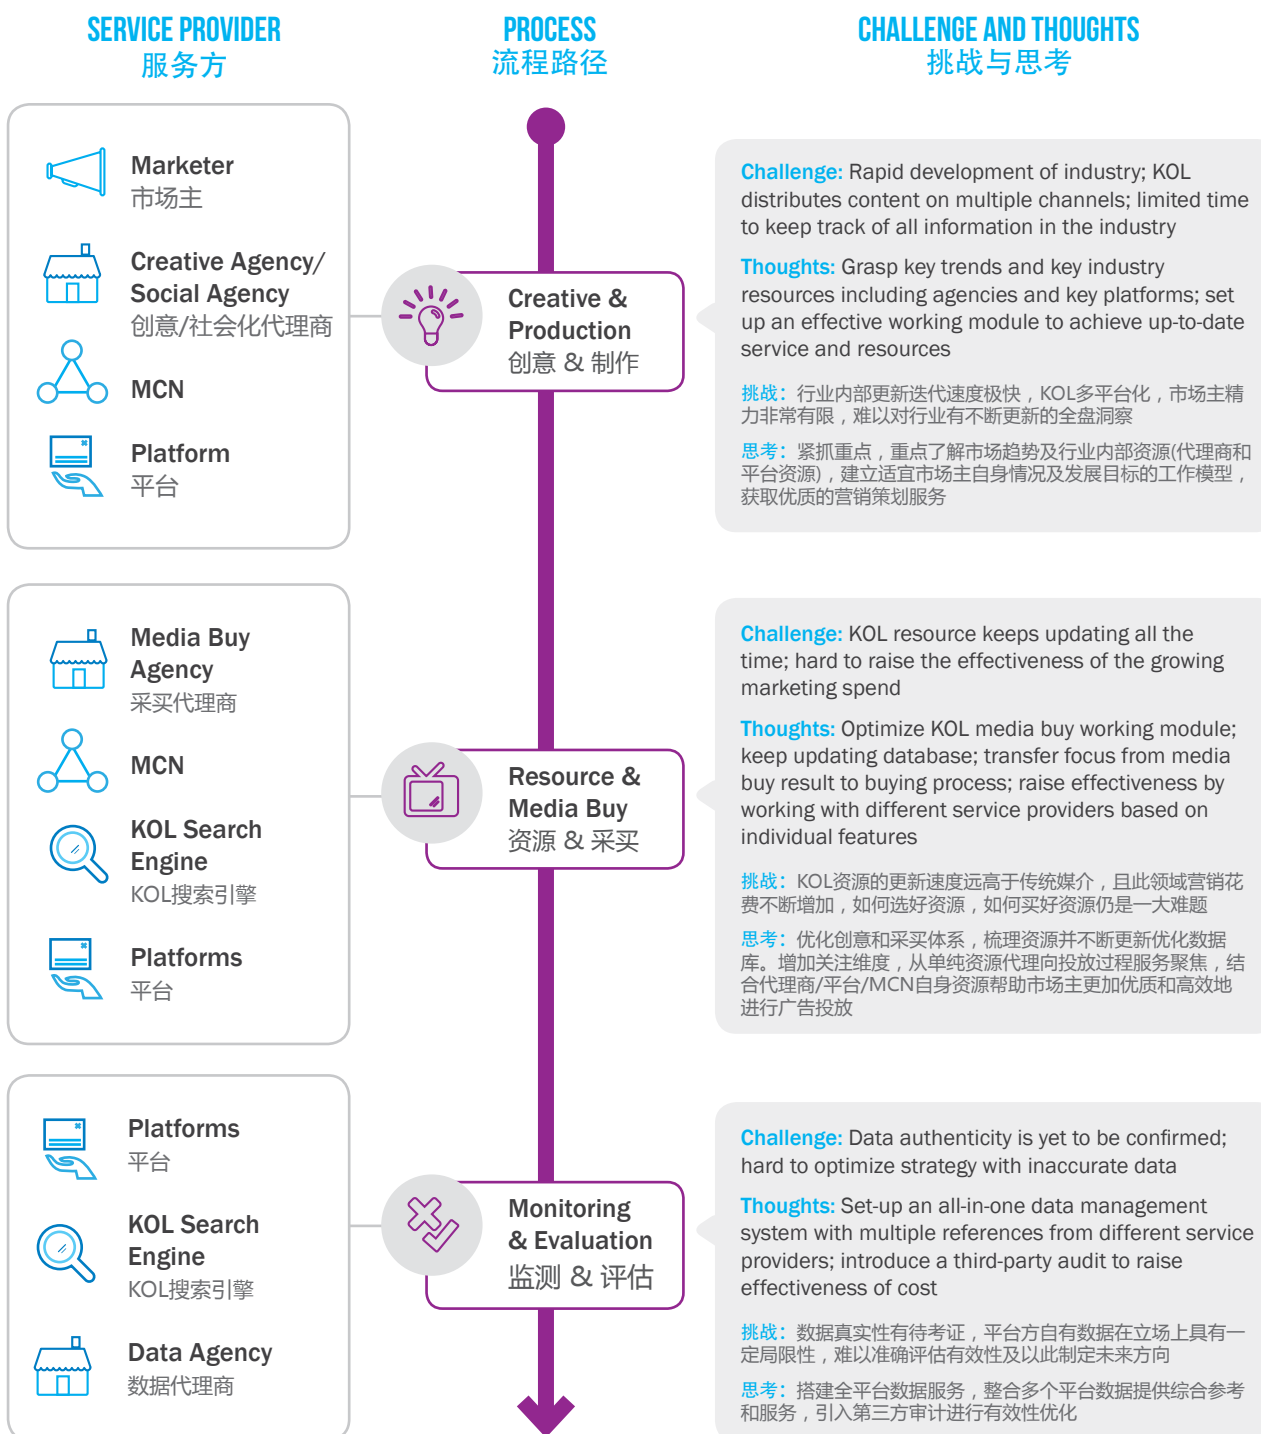 SERVICE PROVIDER
服务方
PROCESS
流程路径
CHALLENGE AND THOUGHTS
挑战与思考
Marketer
市场主
Creative Agency/
Social Agency
创意/社会化代理商
MCN
Platform
平台
Creative &
Production
创意 & 制作
Challenge: Rapid development of industry; KOL
distributes content on multiple channels; limited time
to keep track of all information in the industry
Thoughts: Grasp key trends and key industry
resources including agencies and key platforms; set
up an effective working module to achieve up-to-date
service and resources
挑战：行业内部更新迭代速度极快，KOL多平台化，市场主精
力非常有限，难以对行业有不断更新的全盘洞察
思考：紧抓重点，重点了解市场趋势及行业内部资源(代理商和
平台资源)，建立适宜市场主自身情况及发展目标的工作模型，
获取优质的营销策划服务
Media Buy
Agency
采买代理商
MCN
KOL Search
Engine
KOL搜索引擎
Platforms
平台
Resource &
Media Buy
资源 & 采买
Challenge: KOL resource keeps updating all the
time; hard to raise the effectiveness of the growing
marketing spend
Thoughts: Optimize KOL media buy working module;
keep updating database; transfer focus from media
buy result to buying process; raise effectiveness by
working with different service providers based on
individual features
挑战：KOL资源的更新速度远高于传统媒介，且此领域营销花
费不断增加，如何选好资源，如何买好资源仍是一大难题
思考：优化创意和采买体系，梳理资源并不断更新优化数据
库。增加关注维度，从单纯资源代理向投放过程服务聚焦，结
合代理商/平台/MCN自身资源帮助市场主更加优质和高效地
进行广告投放
Platforms
平台
KOL Search
Engine
KOL搜索引擎
Data Agency
数据代理商
Monitoring
& Evaluation
监测 & 评估
Challenge: Data authenticity is yet to be confirmed;
hard to optimize strategy with inaccurate data
Thoughts: Set-up an all-in-one data management
system with multiple references from different service
providers; introduce a third-party audit to raise
effectiveness of cost
挑战：数据真实性有待考证，平台方自有数据在立场上具有一
定局限性，难以准确评估有效性及以此制定未来方向
思考：搭建全平台数据服务，整合多个平台数据提供综合参考
和服务，引入第三方审计进行有效性优化